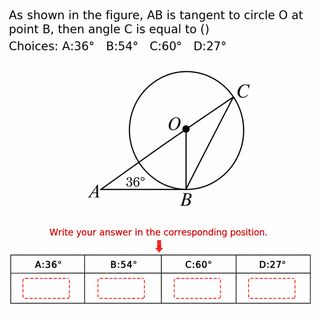 As shown in the figure, AB is tangent to circle O at
point B, then angle C is equal to ()
Choices: A:36° B:54° C:60° D:27°
C
O
36°
A
B
Write your answer in the corresponding position.
A:36° B:54° C:60° D:27°